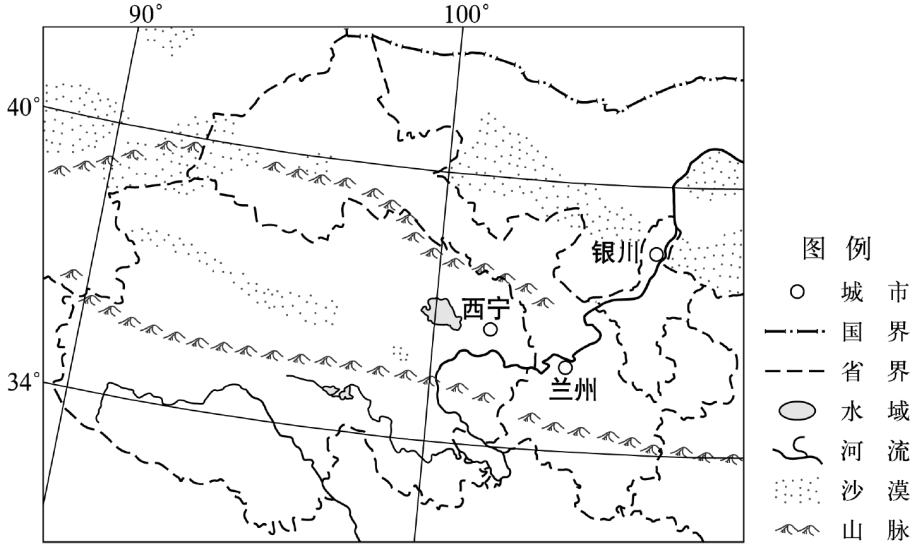 90° 100°
40°
银川
西宁
34°
兰州
图 例
城 市
国 界
省 界
水 域
河 流
沙 漠
山 脉